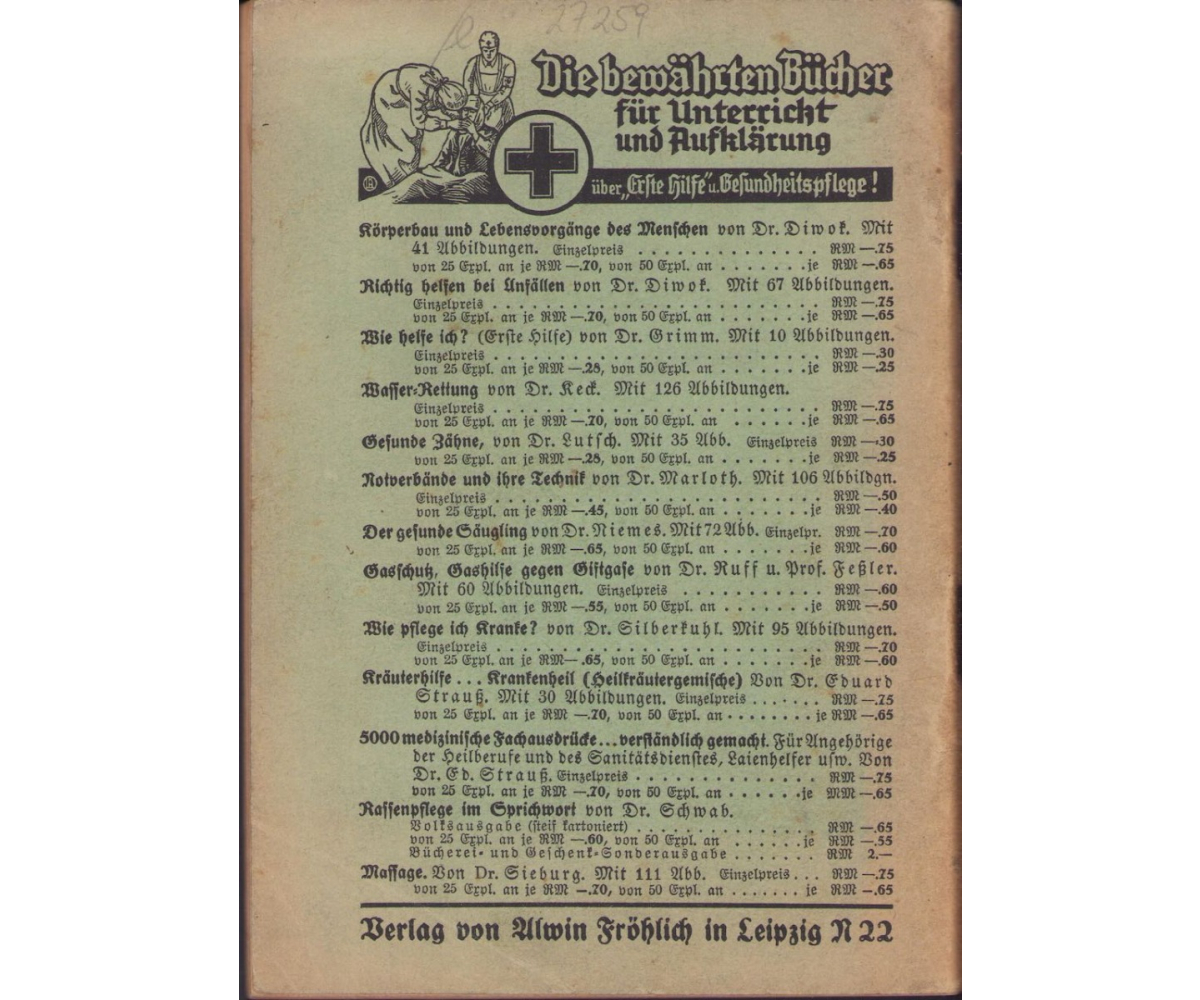 27259
Die bewährten Bücher
für Unterricht
und Aufklärung
über „Erste Hilfe" u. Gesundheitspflege!
Körperbau und Lebensvorgänge des Menschen von Dr. Diwok. Mit
41 Abbildungen. Einzelpreis . . . . . . . . . . . . . . RM —.75
von 25 Expl. an je RM —.70, von 50 Expl. an . . . . . . . je RM —.65
Richtig helfen bei Unfällen von Dr. Diwok. Mit 67 Abbildungen.
Einzelpreis . . . . . . . . . . . . . . . . . . . . . . . . . RM —.75
von 25 Expl. an je RM —.70, von 50 Expl. an . . . . . . . je RM —.65
Wie helfe ich? (Erste Hilfe) von Dr. Grimm. Mit 10 Abbildungen.
Einzelpreis . . . . . . . . . . . . . . . . . . . . . . . . . RM —.30
von 25 Expl. an je RM —.28, von 50 Expl. an . . . . . . . je RM —.25
Wasser-Rettung von Dr. Keck. Mit 126 Abbildungen.
Einzelpreis . . . . . . . . . . . . . . . . . . . . . . . . . RM —.75
von 25 Expl. an je RM —.70, von 50 Expl. an . . . . . . je RM —.65
Gesunde Zähne, von Dr. Lutsch. Mit 35 Abb. Einzelpreis RM —.30
von 25 Expl. an je RM —.28, von 50 Expl. an . . . . . . . je RM —.25
Notverbände und ihre Technik von Dr. Marloth. Mit 106 Abbildgn.
Einzelpreis . . . . . . . . . . . . . . . . . . . . . . . . . RM —.50
von 25 Expl. an je RM —.45, von 50 Expl. an . . . . . . . je RM —.40
Der gesunde Säugling von Dr. Niemes. Mit 72 Abb. Einzelpr. RM —.70
von 25 Expl. an je RM —.65, von 50 Expl. an . . . . . . . je RM —.60
Gasschutz, Gashilfe gegen Giftgase von Dr. Ruff u. Prof. Feßler.
Mit 60 Abbildungen. Einzelpreis . . . . . . . . . . . RM —.60
von 25 Expl. an je RM —.55, von 50 Expl. an . . . . . . . je RM —.50
Wie pflege ich Kranke? von Dr. Silberkuhl. Mit 95 Abbildungen.
Einzelpreis . . . . . . . . . . . . . . . . . . . . . . . . . RM —.70
von 25 Expl. an je RM— .65, von 50 Expl. an . . . . . . . je RM —.60
Kräuterhilfe ... Krankenheil (Heilkräutergemische) Von Dr. Eduard
Strauß. Mit 30 Abbildungen. Einzelpreis . . . . . . . RM —.75
von 25 Expl. an je RM —.70, von 50 Expl. an . . . . . . . . je RM —.65
5000 medizinische Fachausdrücke ... verständlich gemacht. Für Angehörige
der Heilberufe und des Sanitätsdienstes, Laienhelfer usw. Von
Dr. Ed. Strauß. Einzelpreis . . . . . . . . . . . . . . RM —.75
von 25 Expl. an je RM —.70, von 50 Expl. an . . . . . . je MM —.65
Rassenpflege im Sprichwort von Dr. Schwab.
Volksausgabe (steif kartoniert) . . . . . . . . . . . . . . RM —.65
von 25 Expl. an je RM —.60, von 50 Expl. an . . . . . . je RM —.55
Bücherei- und Geschenk-Sonderausgabe . . . . . . . RM 2.—
Massage. Von Dr. Sieburg. Mit 111 Abb. Einzelpreis . . . RM —.75
von 25 Expl. an je RM —.70, von 50 Expl. an . . . . . . . je RM —.65
Verlag von Alwin Fröhlich in Leipzig N 22